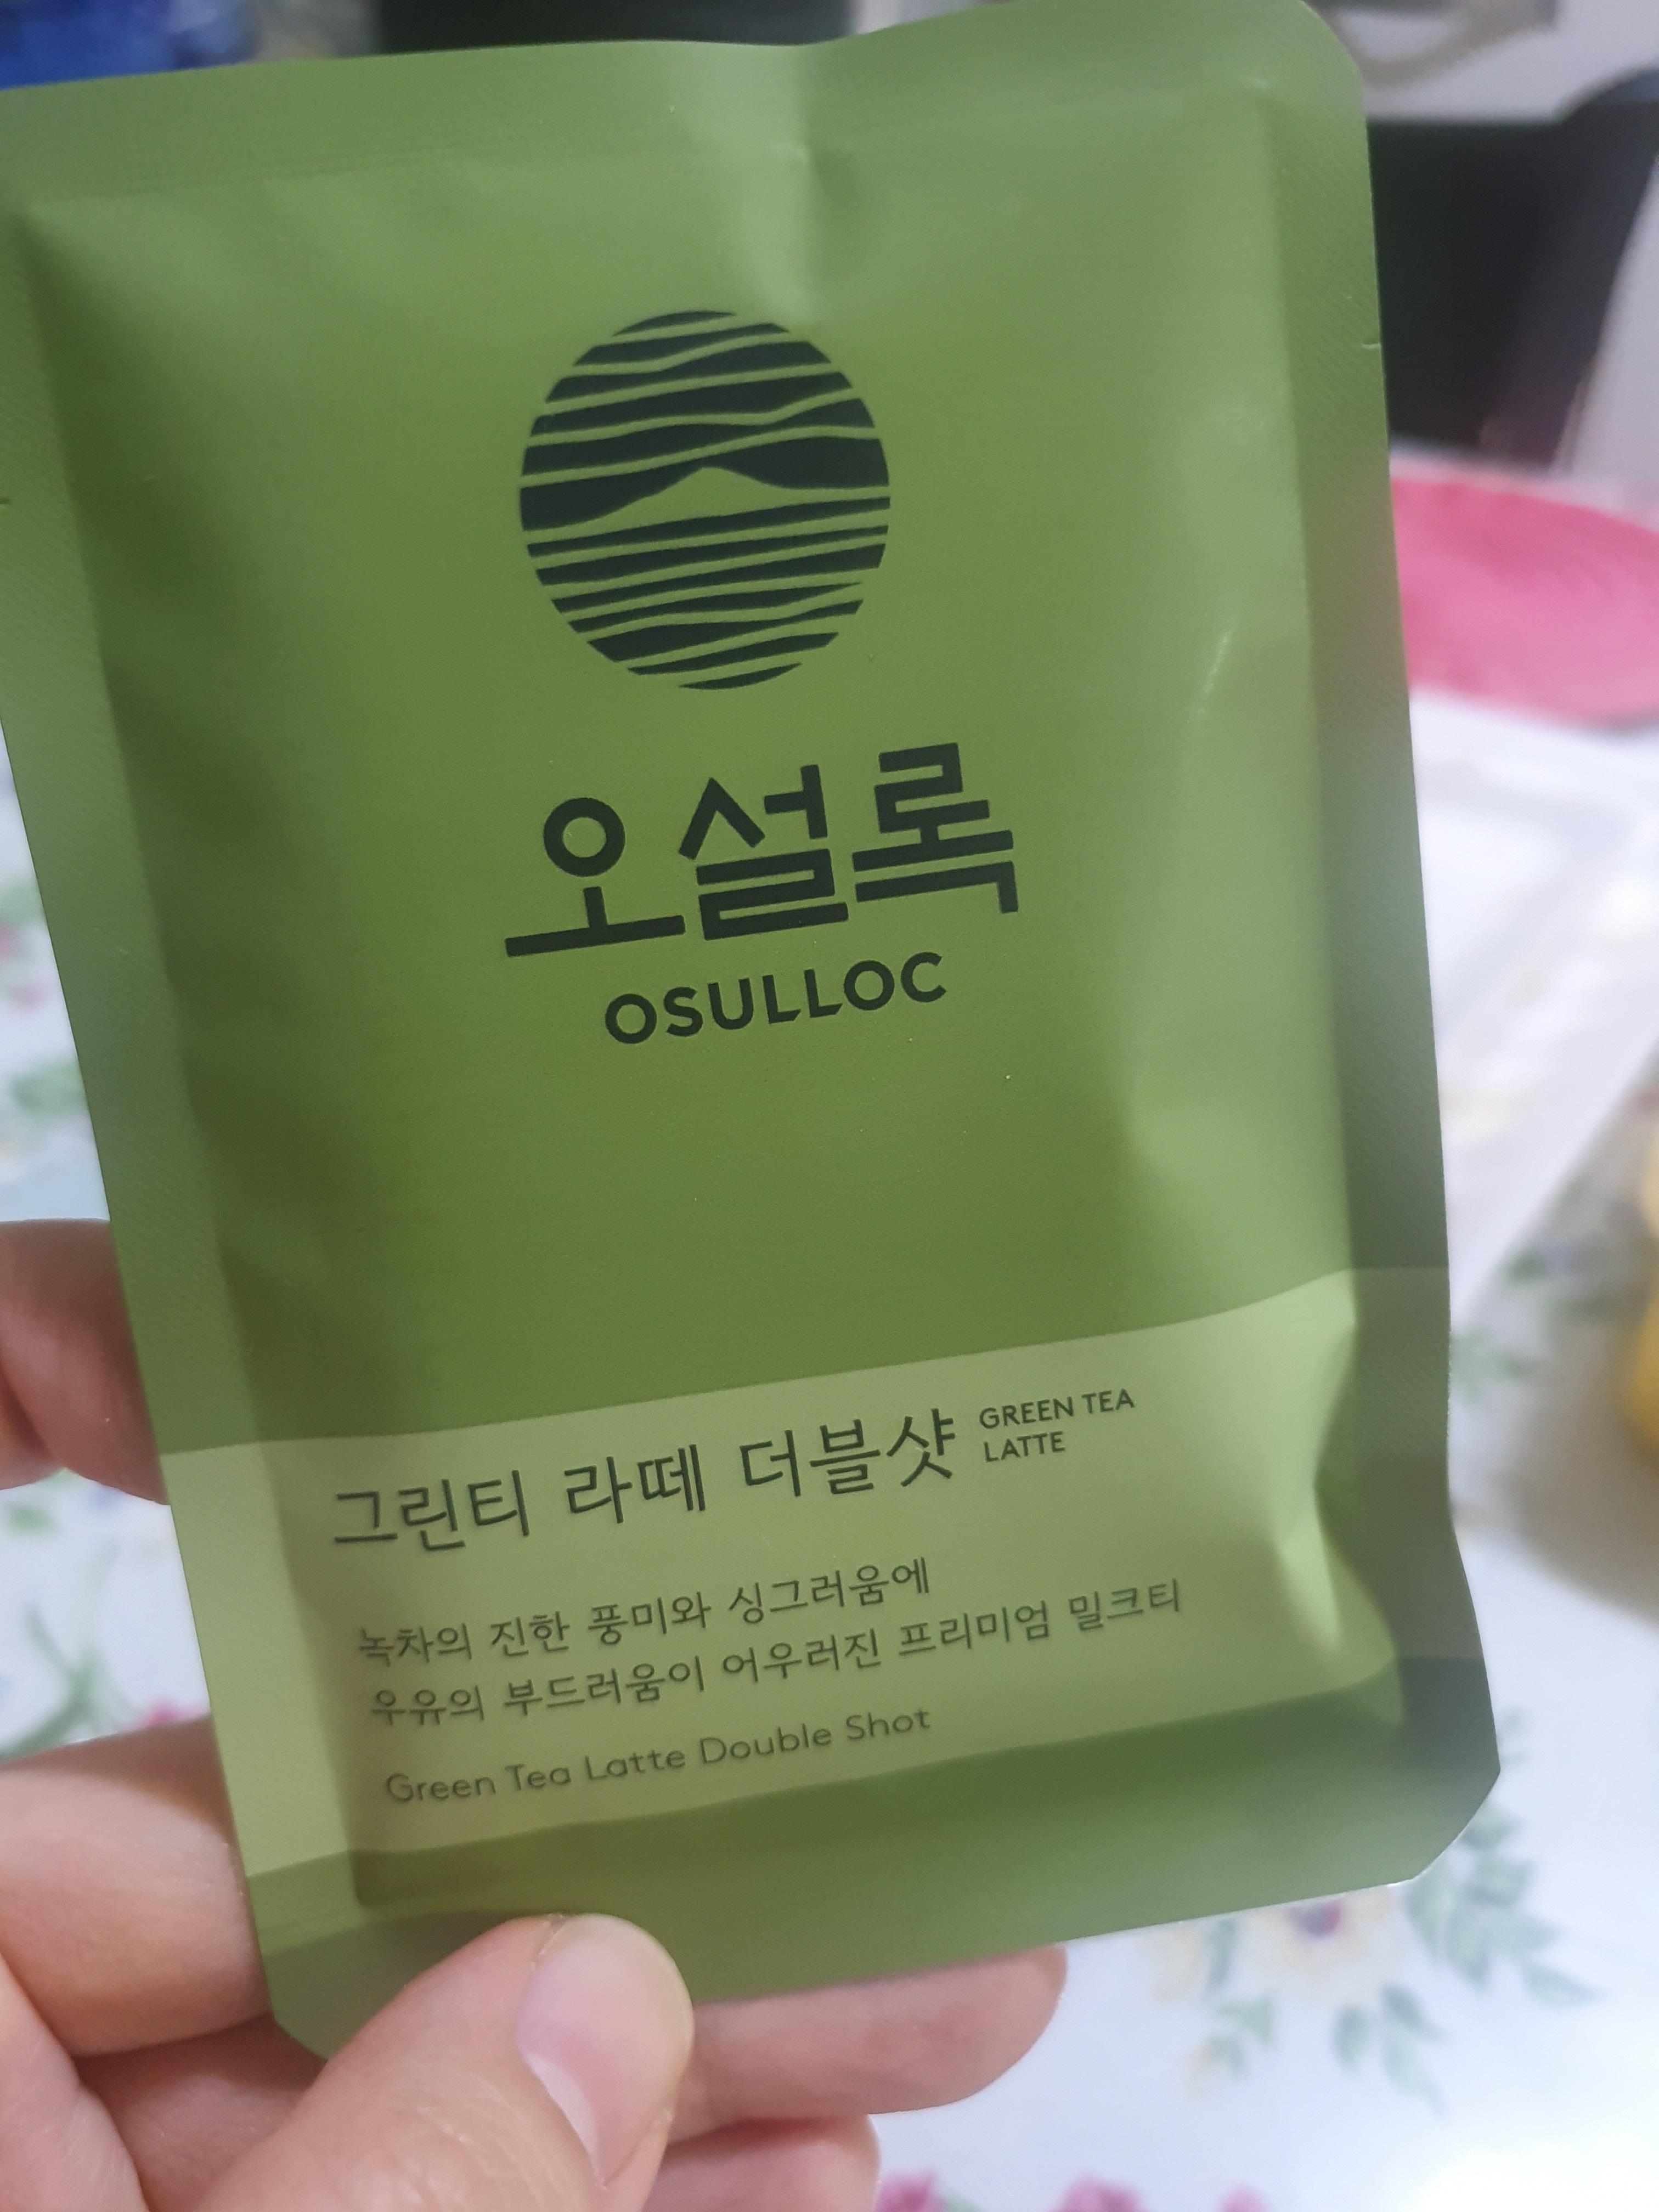 오설록
OSULLOC
그린티 라떼 더블샷
GREEN TEA
LATTE
녹차의 진한 풍미와 싱그러움에
우유의 부드러움이 어우러진 프리미엄 밀크티
Green Tea Latte Double Shot